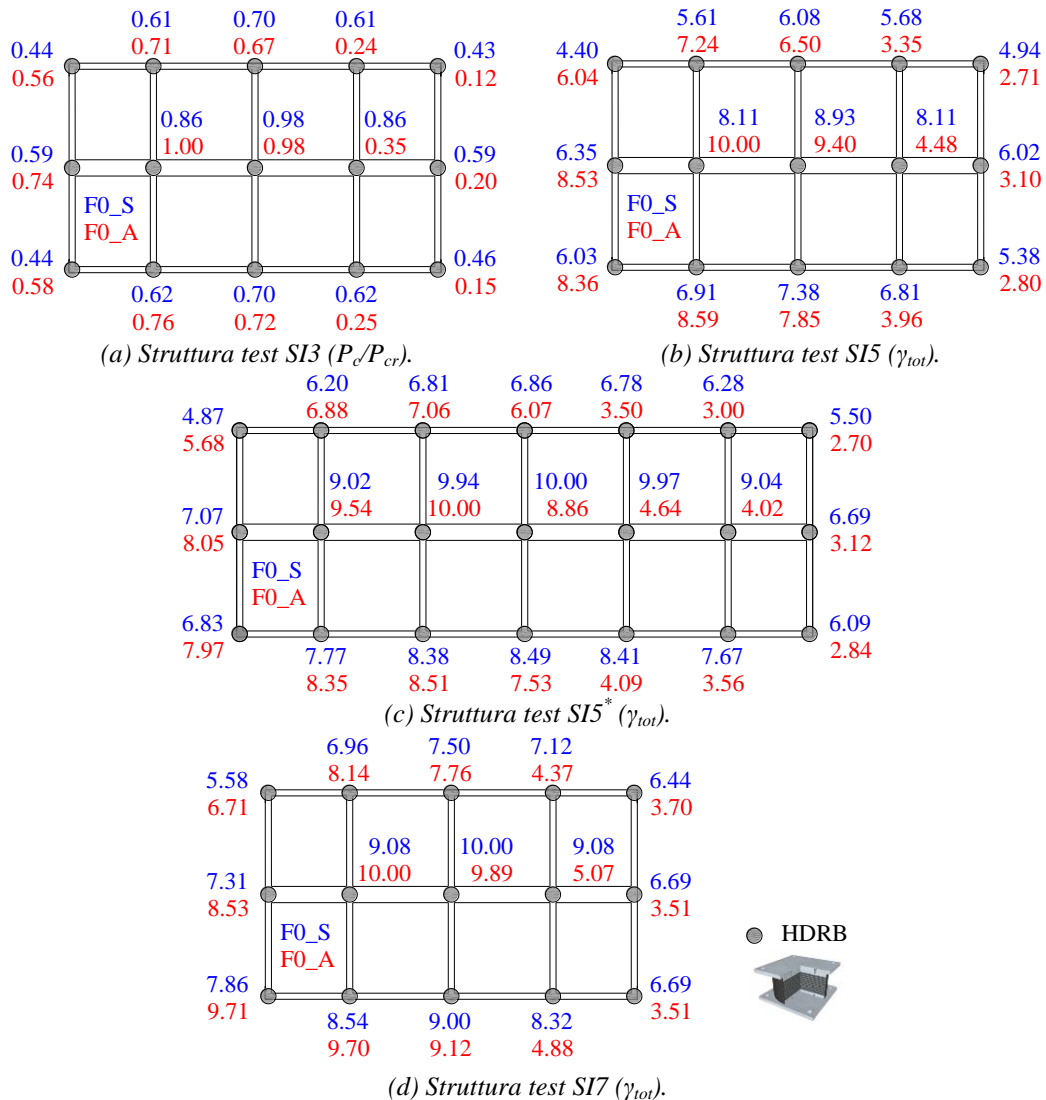 0.61 0.70 0.61
0.44 0.71 0.67 0.24 0.43
0.56 0.12
0.86 0.98 0.86
0.59 1.00 0.98 0.35 0.59
0.74 0.20
F0_S
F0_A
0.44 0.46
0.58 0.62 0.70 0.62 0.15
0.76 0.72 0.25
(a) Struttura test SI3 (Pc/Pcr).
5.61 6.08 5.68
4.40 7.24 6.50 3.35 4.94
6.04 2.71
8.11 8.93 8.11
6.35 10.00 9.40 4.48 6.02
8.53 3.10
F0_S
F0_A
6.03 5.38
8.36 6.91 7.38 6.81 2.80
8.59 7.85 3.96
(b) Struttura test SI5 (γtot).
6.20 6.81 6.86 6.78 6.28
4.87 6.88 7.06 6.07 3.50 3.00 5.50
5.68 2.70
9.02 9.94 10.00 9.97 9.04
7.07 9.54 10.00 8.86 4.64 4.02 6.69
8.05 3.12
F0_S
F0_A
6.83 6.09
7.97 7.77 8.38 8.49 8.41 7.67 2.84
8.35 8.51 7.53 4.09 3.56
(c) Struttura test SI5* (γtot).
6.96 7.50 7.12
5.58 8.14 7.76 4.37 6.44
6.71 3.70
9.08 10.00 9.08
7.31 10.00 9.89 5.07 6.69
8.53 3.51
F0_S
F0_A
7.86 6.69
9.71 8.54 9.00 8.32 3.51
9.70 9.12 4.88
HDRB
(d) Struttura test SI7 (γtot).